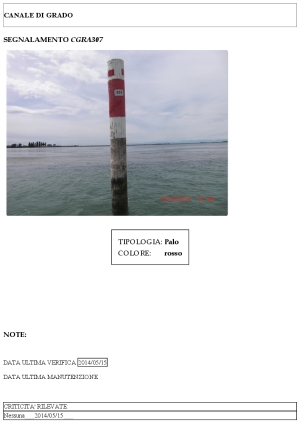 CANALE DI GRADO
SEGNALAMENTO CGRA307
TIPOLOGIA: Palo
COLORE: rosso
NOTE:
DATA ULTIMA VERIFICA 2014/05/15
DATA ULTIMA MANUTENZIONE
CRITICITA' RILEVATE
Nessuna 2014/05/15